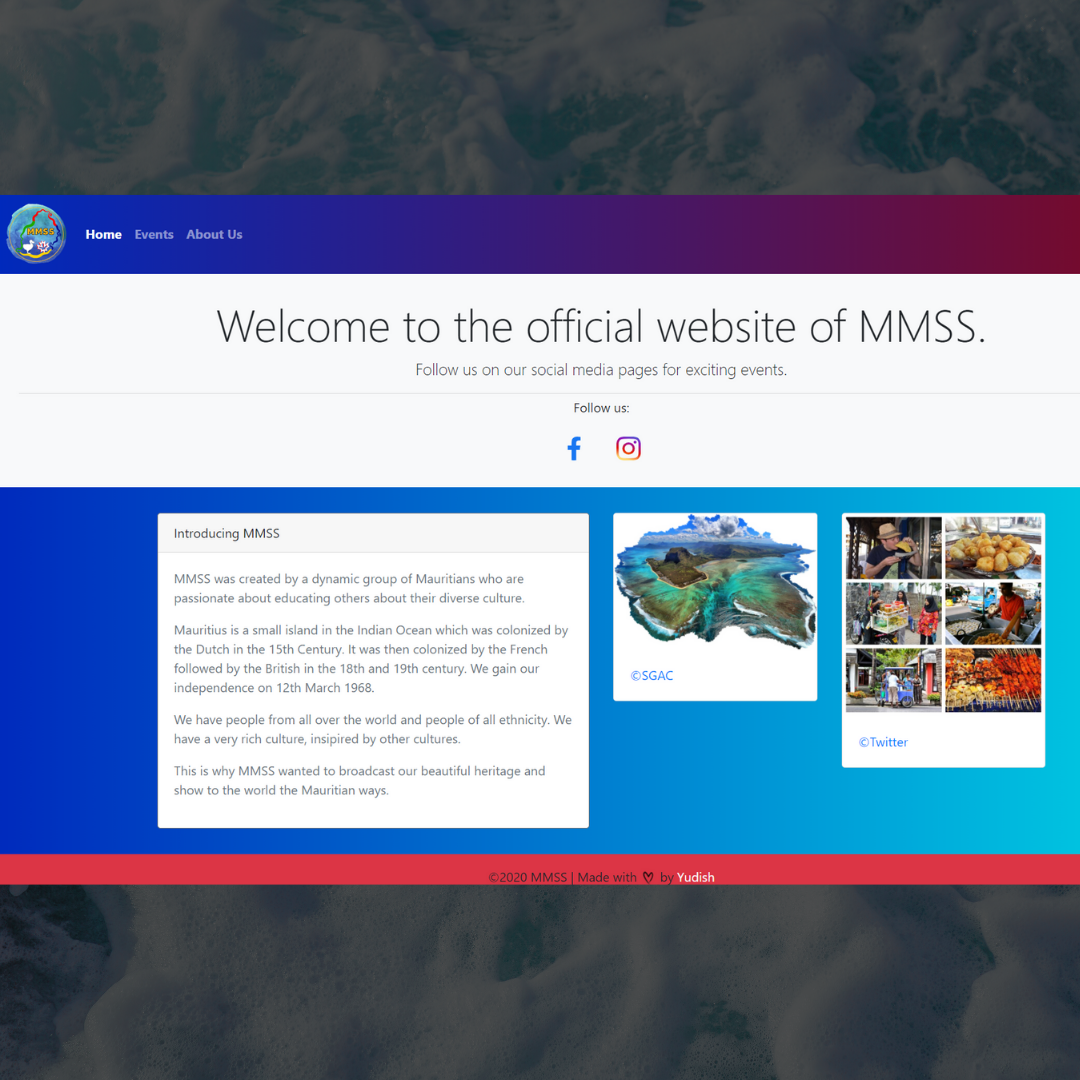 MMSS
Home Events About Us
Welcome to the official website of MMSS.
Follow us on our social media pages for exciting events.
Follow us:
Introducing MMSS
MMSS was created by a dynamic group of Mauritians who are
passionate about educating others about their diverse culture.
Mauritius is a small island in the Indian Ocean which was colonized by
the Dutch in the 15th Century. It was then colonized by the French
followed by the British in the 18th and 19th century. We gain our
independence on 12th March 1968.
We have people from all over the world and people of all ethnicity. We
have a very rich culture, insipired by other cultures.
This is why MMSS wanted to broadcast our beautiful heritage and
show to the world the Mauritian ways.
©SGAC
©Twitter
©2020 MMSS | Made with ♡ by Yudish